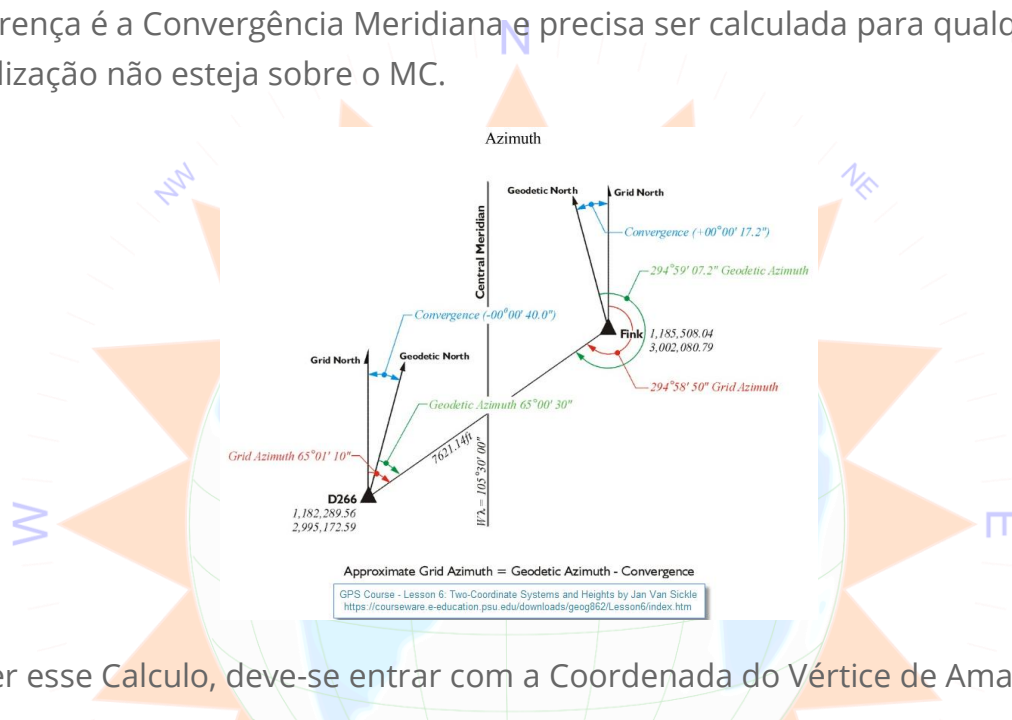 rença é a Convergência Meridiana e precisa ser calculada para qualq
N
lização não esteja sobre o MC.
Azimuth
NW
NE
Geodetic North
Grid North
Central Meridian
Convergence (+00°00' 17.2")
294°59' 07.2" Geodetic Azimuth
Convergence (-00°00' 40.0")
Fink 1,185,508.04
3,002,080.79
Grid North
Geodetic North
294°58' 50" Grid Azimuth
Geodetic Azimuth 65°00' 30"
7621.14ft
Grid Azimuth 65°01' 10"
W λ = 105°30' 00"
D266
1,182,289.56
2,995,172.59
W
E
Approximate Grid Azimuth = Geodetic Azimuth - Convergence
GPS Course - Lesson 6: Two-Coordinate Systems and Heights by Jan Van Sickle
https://courseware.e-education.psu.edu/downloads/geog862/Lesson6/index.htm
er esse Calculo, deve-se entrar com a Coordenada do Vértice de Ama